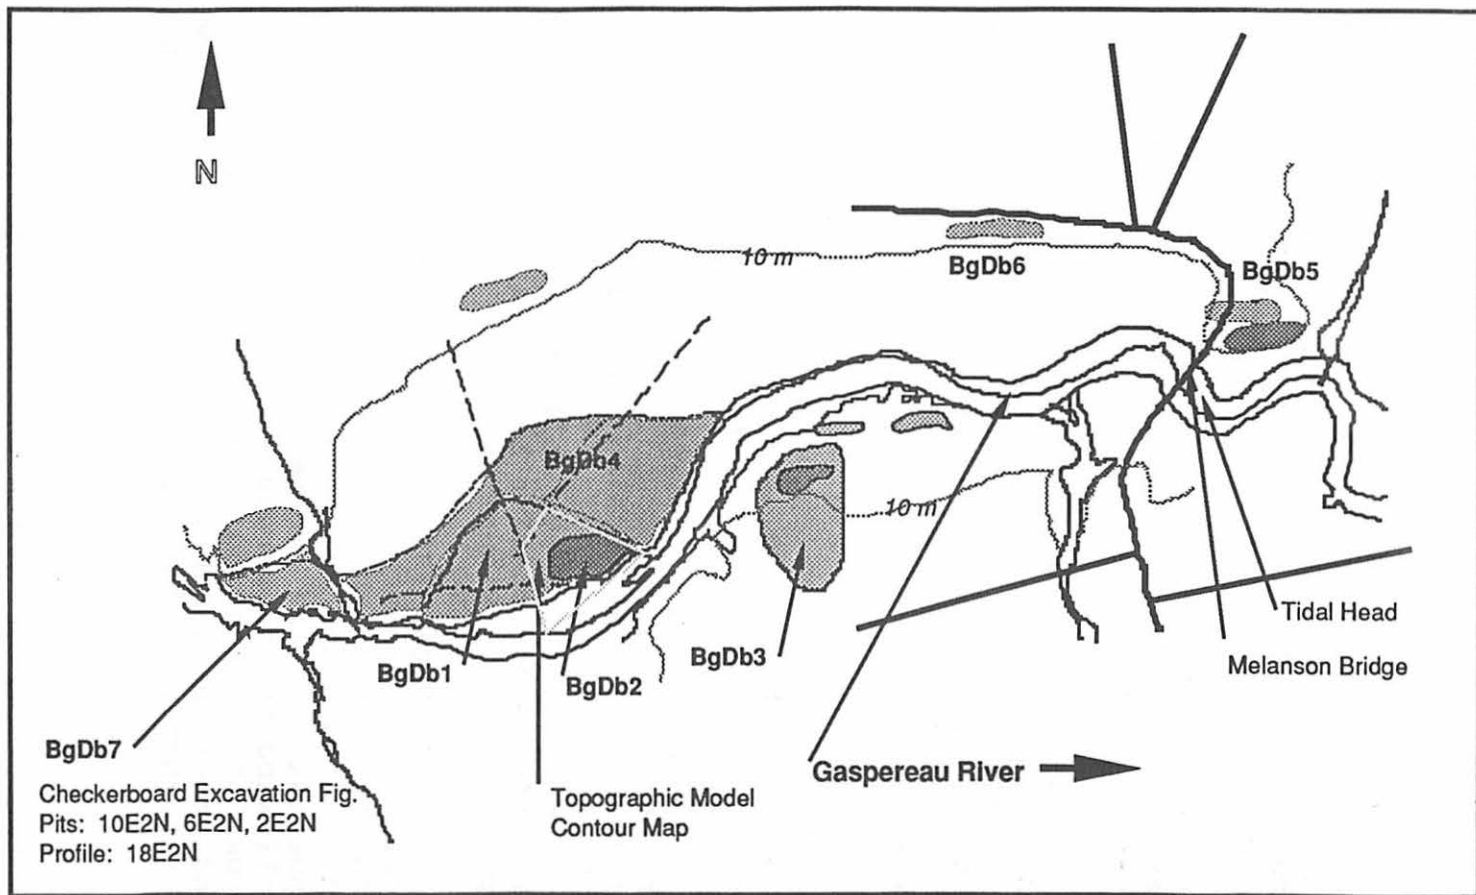 N
10 m
BgDb6
BgDb5
BgDb4
10 m
Tidal Head
BgDb3
Melanson Bridge
BgDb1
BgDb2
BgDb7
Gaspereau River
Checkerboard Excavation Fig.
Pits: 10E2N, 6E2N, 2E2N
Profile: 18E2N
Topographic Model
Contour Map